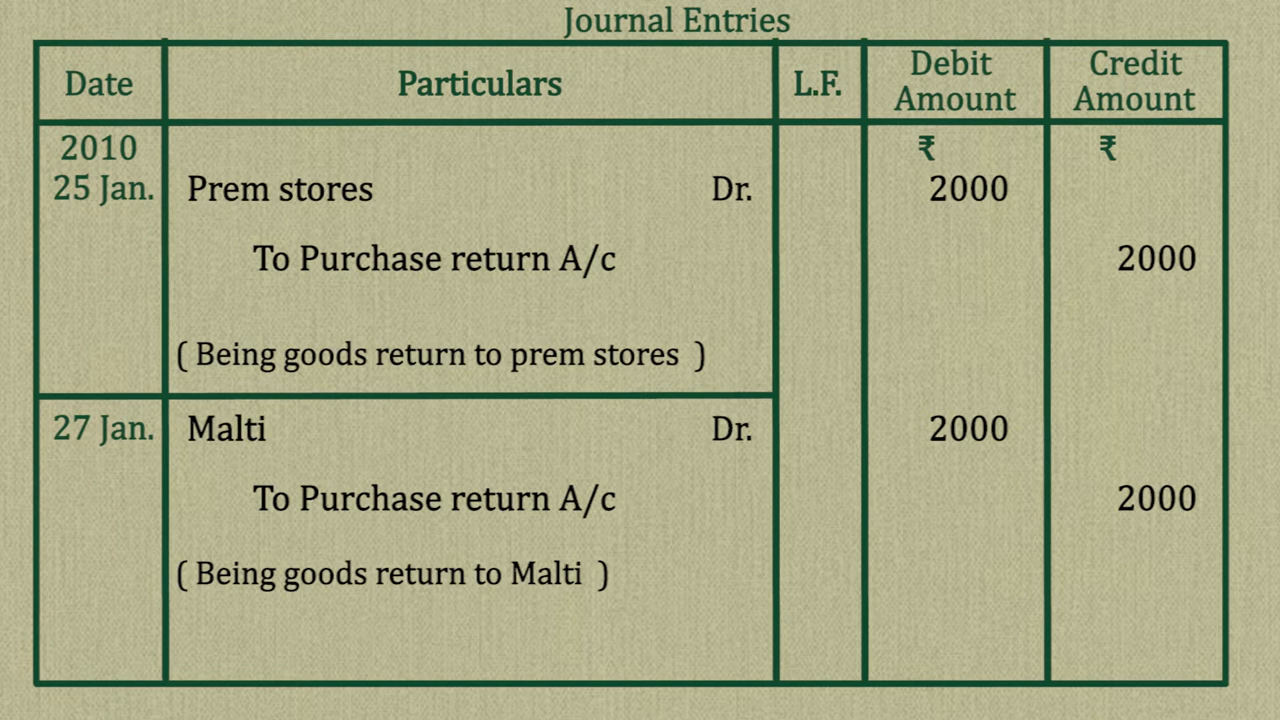 Journal Entries
Date Particulars L.F. Debit Amount Credit Amount
2010 ₹ ₹
25 Jan. Prem stores Dr. 2000
To Purchase return A/c 2000
( Being goods return to prem stores )
27 Jan. Malti Dr. 2000
To Purchase return A/c 2000
( Being goods return to Malti )